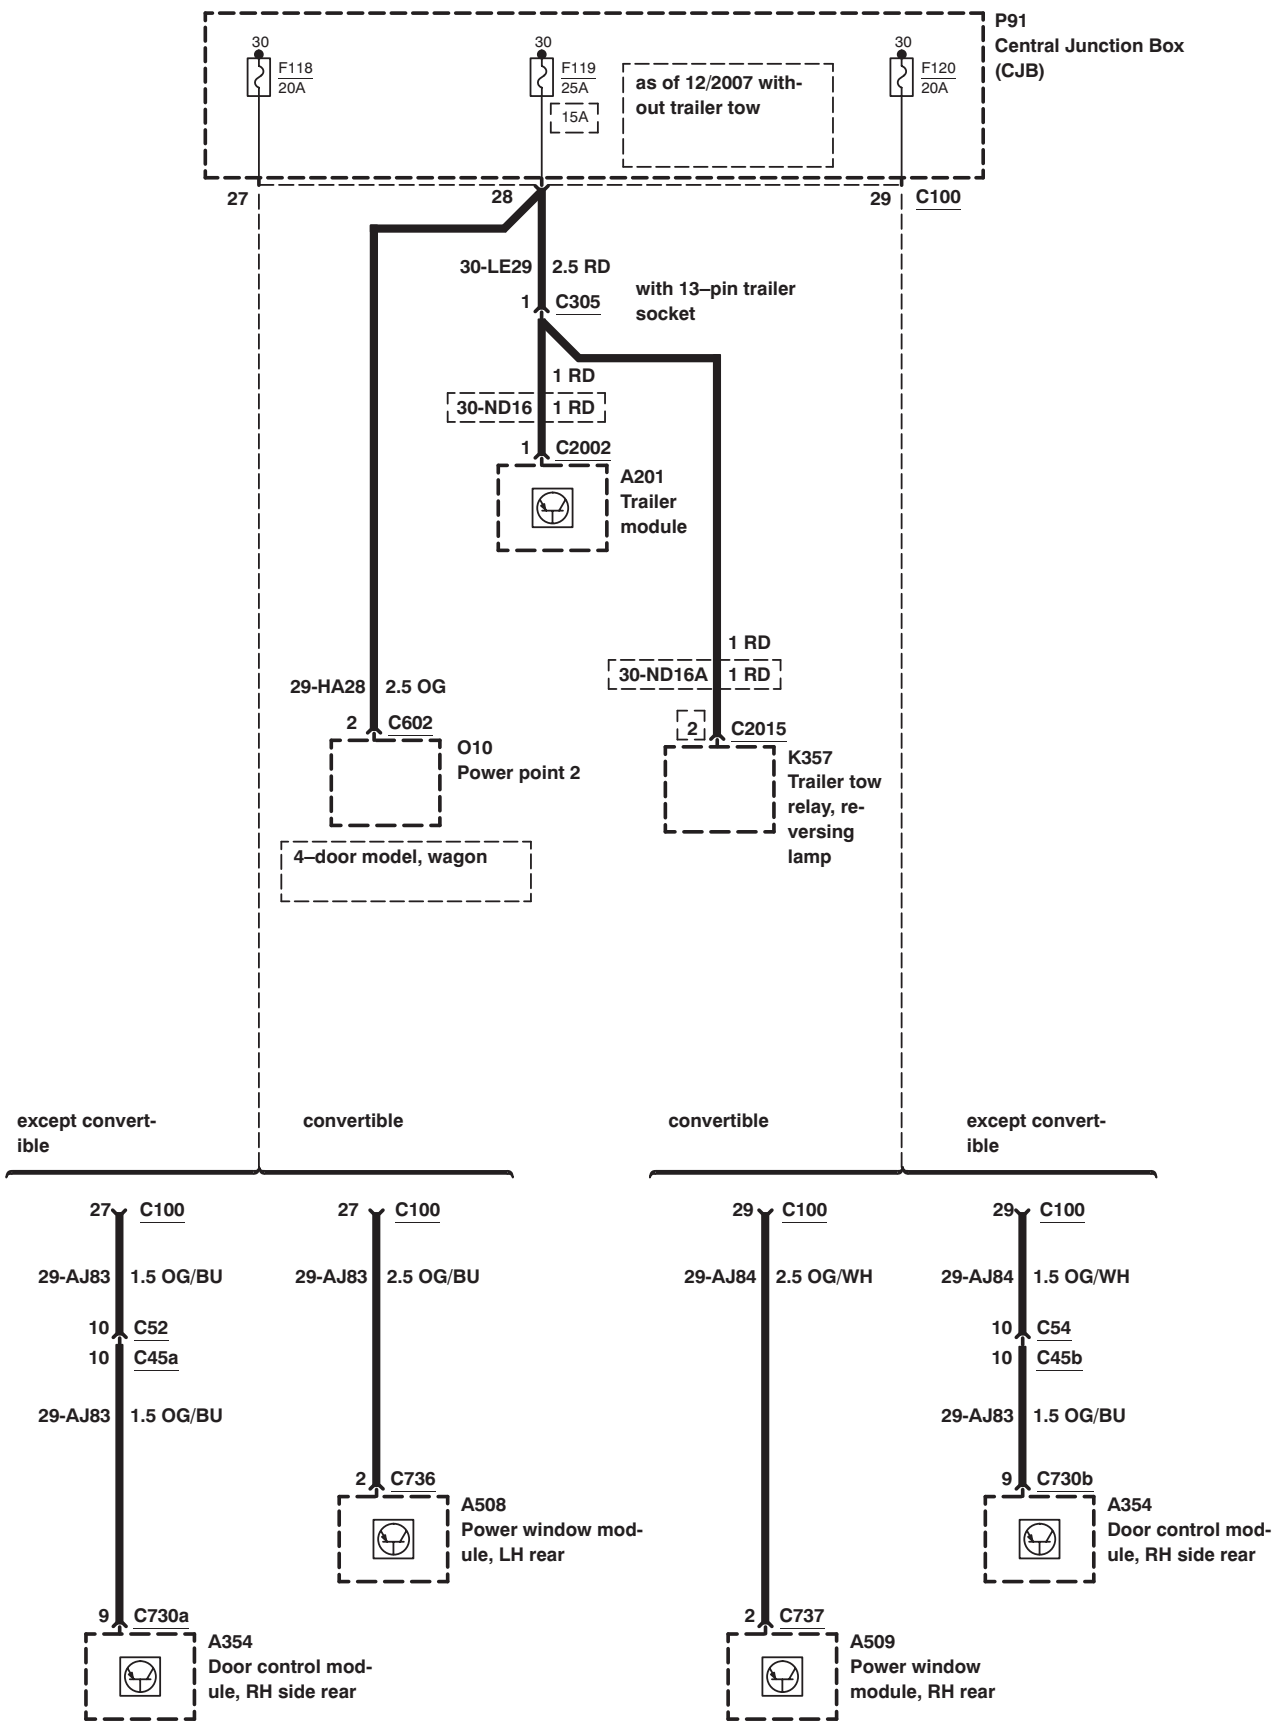 P91
Central Junction Box
(CJB)
30
F118
20A
30
F119
25A
15A
as of 12/2007 with-
out trailer tow
30
F120
20A
27
28
29
C100
30-LE29
2.5 RD
1
C305
with 13–pin trailer
socket
1 RD
30-ND16
1 RD
1
C2002
A201
Trailer
module
1 RD
30-ND16A
1 RD
29-HA28
2.5 OG
2
C602
O10
Power point 2
2
C2015
K357
Trailer tow
relay, re-
versing
lamp
4–door model, wagon
except convert-
ible
convertible
convertible
except convert-
ible
27
C100
27
C100
29
C100
29
C100
29-AJ83
1.5 OG/BU
29-AJ83
2.5 OG/BU
29-AJ84
2.5 OG/WH
29-AJ84
1.5 OG/WH
10
C52
10
C54
10
C45a
10
C45b
29-AJ83
1.5 OG/BU
29-AJ83
1.5 OG/BU
2
C736
A508
Power window mod-
ule, LH rear
9
C730b
A354
Door control mod-
ule, RH side rear
9
C730a
A354
Door control mod-
ule, RH side rear
2
C737
A509
Power window
module, RH rear